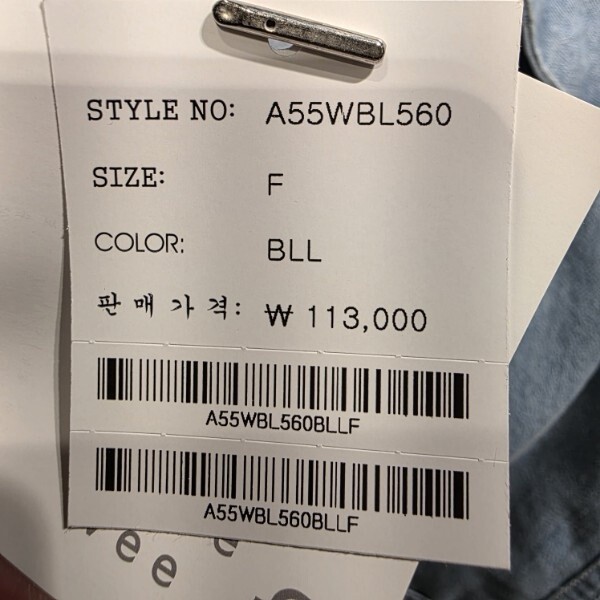 STYLE NO: A55WBL560
SIZE: F
COLOR: BLL
판매가격: ₩ 113,000
A55WBL560BLLF
A55WBL560BLLF